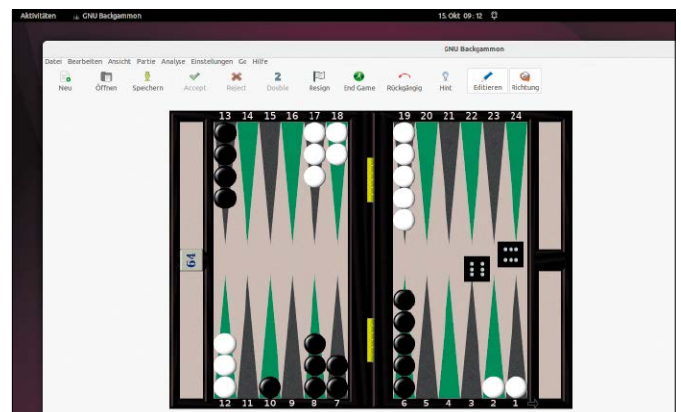 Aktivitäten GNU Backgammon 15. Okt 09:12
GNU Backgammon
Datei Bearbeiten Ansicht Partie Analyse Einstellungen Ge Hilfe
Neu Öffnen Speichern Accept Reject Double Resign End Game Rückgängig Hint Editieren Richtung
2
13 14 15 16 17 18 19 20 21 22 23 24
64
12 11 10 9 8 7 6 5 4 3 2 1